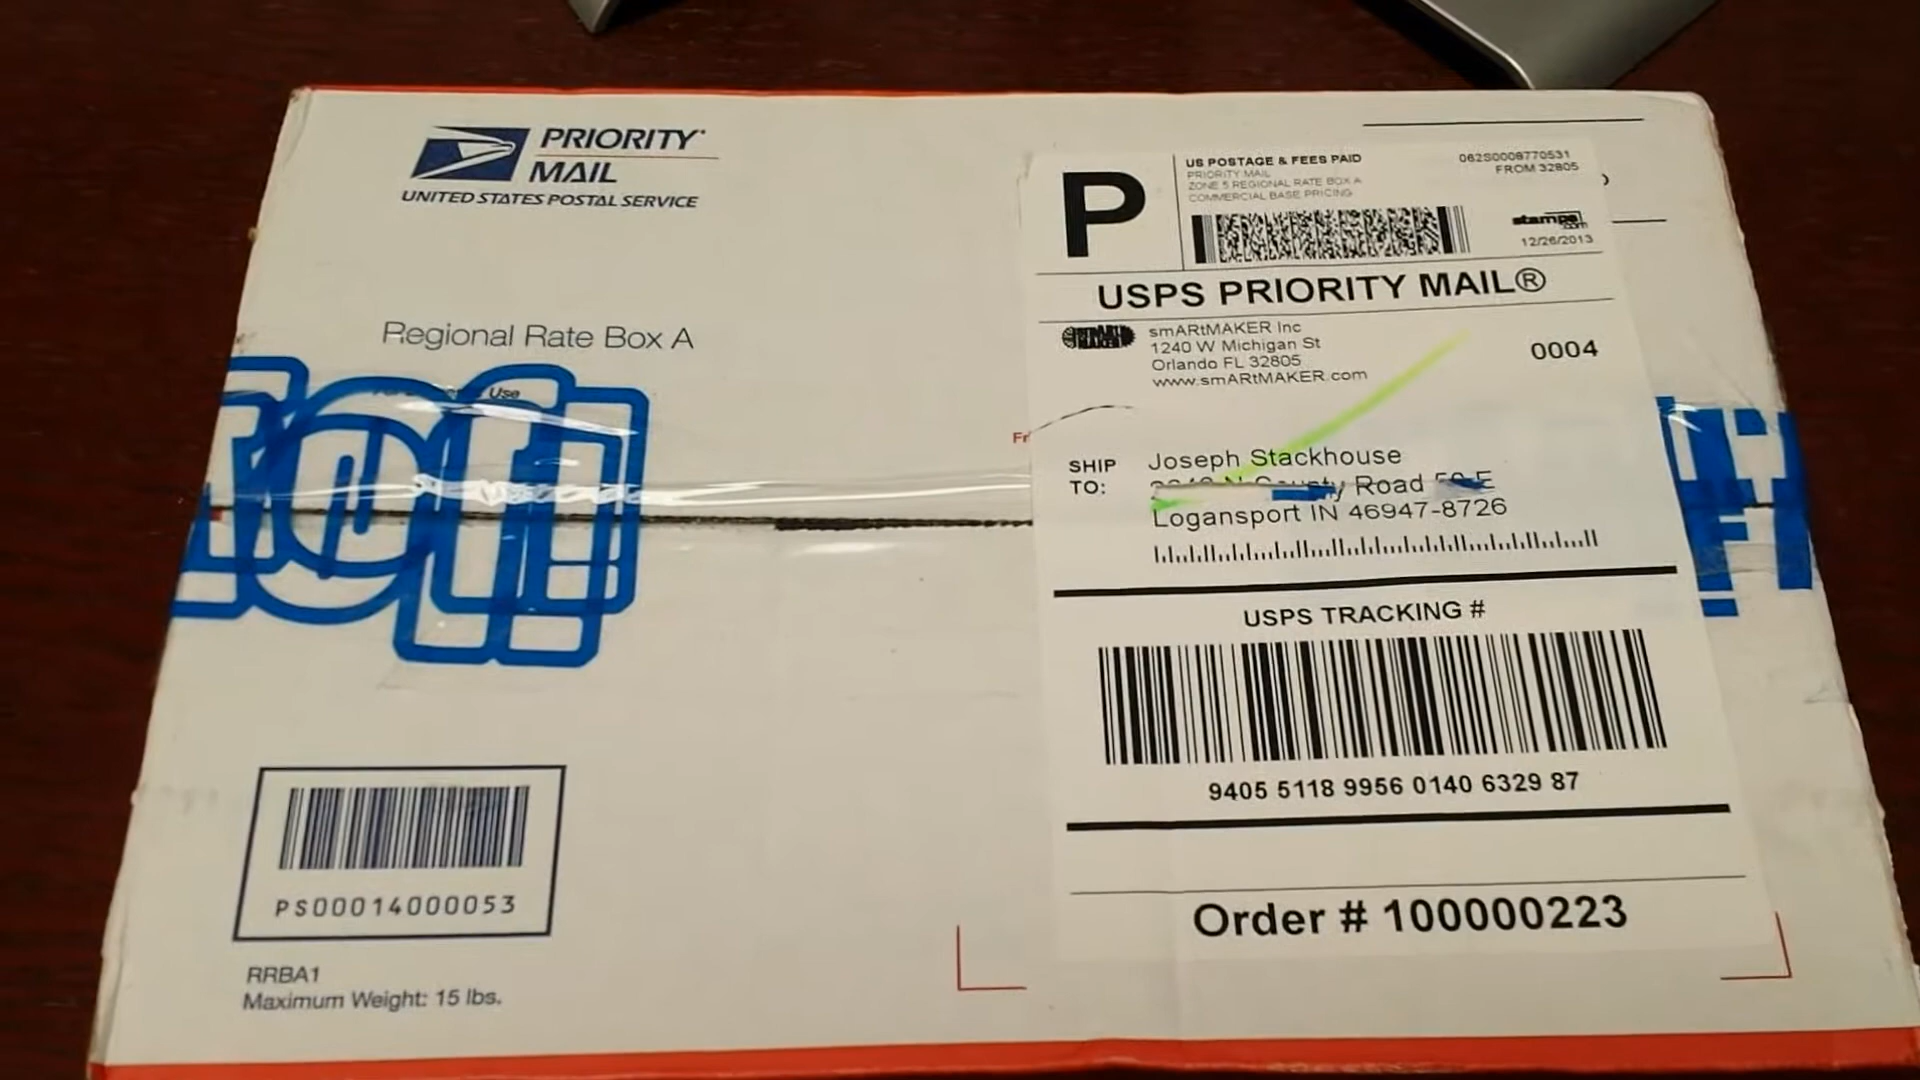 PRIORITY
MAIL
UNITED STATES POSTAL SERVICE
Regional Rate Box A
Use
PS00014000053
RRBA1
Maximum Weight: 15 lbs.
P
US POSTAGE & FEES PAID
PRIORITY MAIL
ZONE 5 REGIONAL RATE BOX A
COMMERCIAL BASE PRICING
062S0008770531
FROM 32805
stamps.com
12/26/2013
USPS PRIORITY MAIL®
smARtMAKER Inc
1240 W Michigan St
Orlando FL 32805
www.smARtMAKER.com
0004
SHIP TO:
Joseph Stackhouse
County Road E
Logansport IN 46947-8726
USPS TRACKING #
9405 5118 9956 0140 6329 87
Order # 100000223